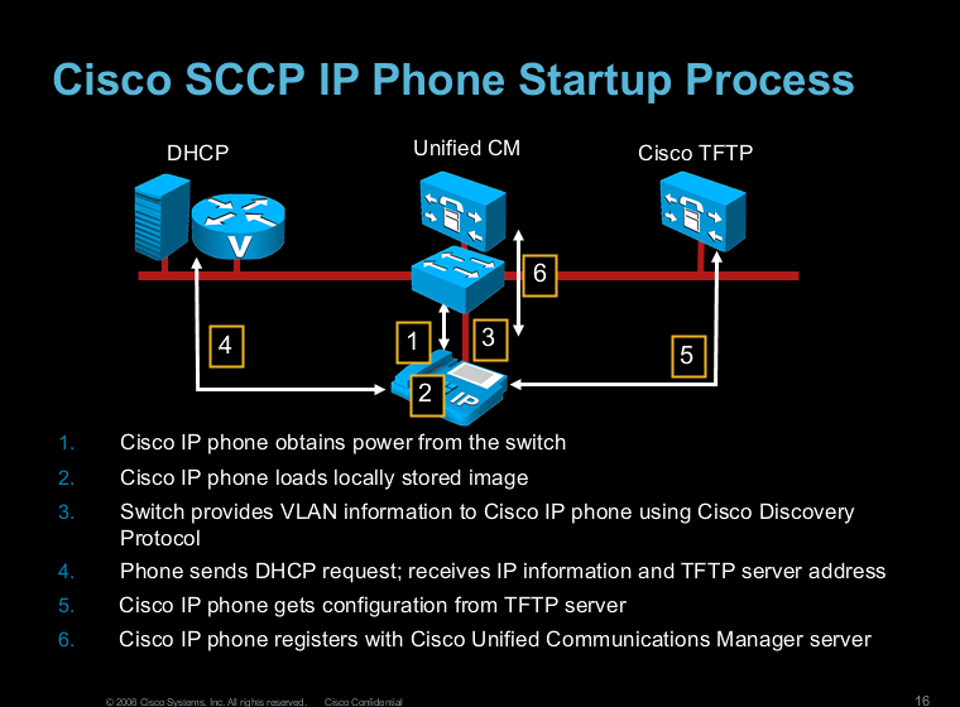 Cisco SCCP IP Phone Startup Process
DHCP
Unified CM
Cisco TFTP
V
6
1
3
4
5
2
IP
1. Cisco IP phone obtains power from the switch
2. Cisco IP phone loads locally stored image
3. Switch provides VLAN information to Cisco IP phone using Cisco Discovery
Protocol
4. Phone sends DHCP request; receives IP information and TFTP server address
5. Cisco IP phone gets configuration from TFTP server
6. Cisco IP phone registers with Cisco Unified Communications Manager server
© 2006 Cisco Systems, Inc. All rights reserved. Cisco Confidential 16